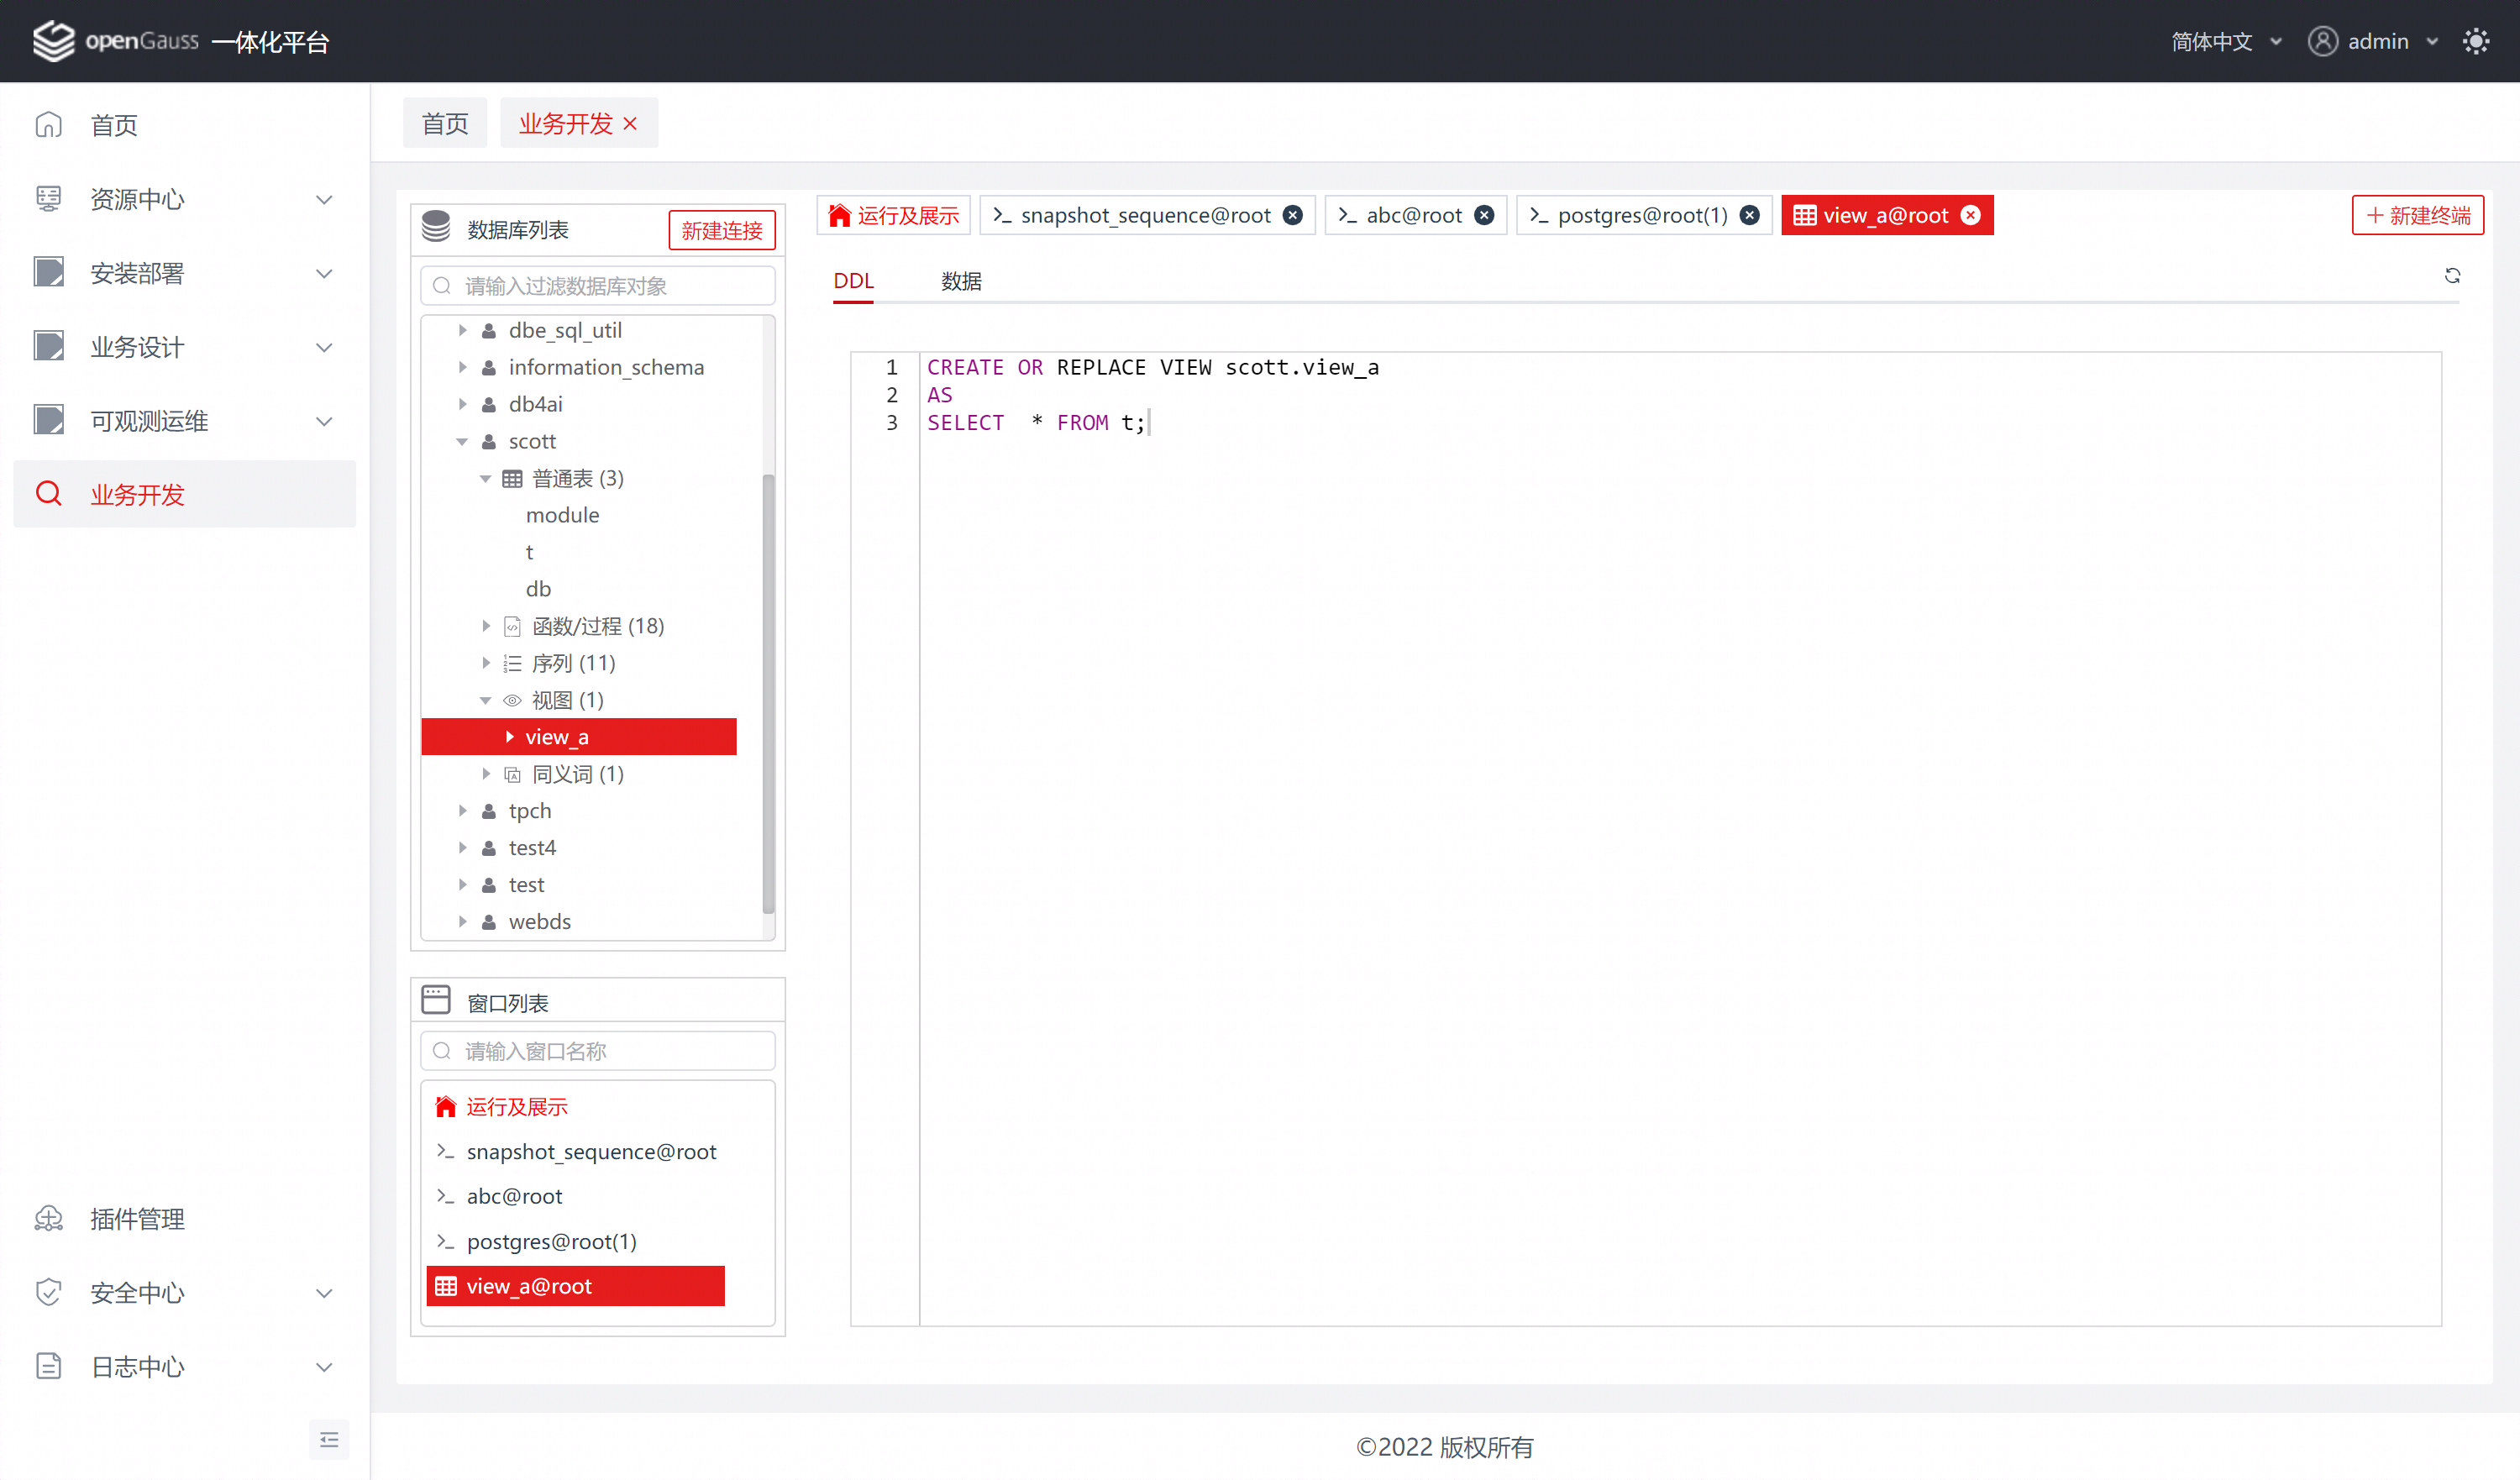 openGauss 一体化平台
简体中文
admin
首页
资源中心
安装部署
业务设计
可观测运维
业务开发
插件管理
安全中心
日志中心
首页
业务开发
数据库列表
新建连接
请输入过滤数据库对象
dbe_sql_util
information_schema
db4ai
scott
普通表 (3)
module
t
db
函数/过程 (18)
序列 (11)
视图 (1)
view_a
同义词 (1)
tpch
test4
test
webds
窗口列表
请输入窗口名称
运行及展示
snapshot_sequence@root
abc@root
postgres@root(1)
view_a@root
运行及展示
snapshot_sequence@root
abc@root
postgres@root(1)
view_a@root
新建终端
DDL
数据
1 CREATE OR REPLACE VIEW scott.view_a
2 AS
3 SELECT  * FROM t;
©2022 版权所有